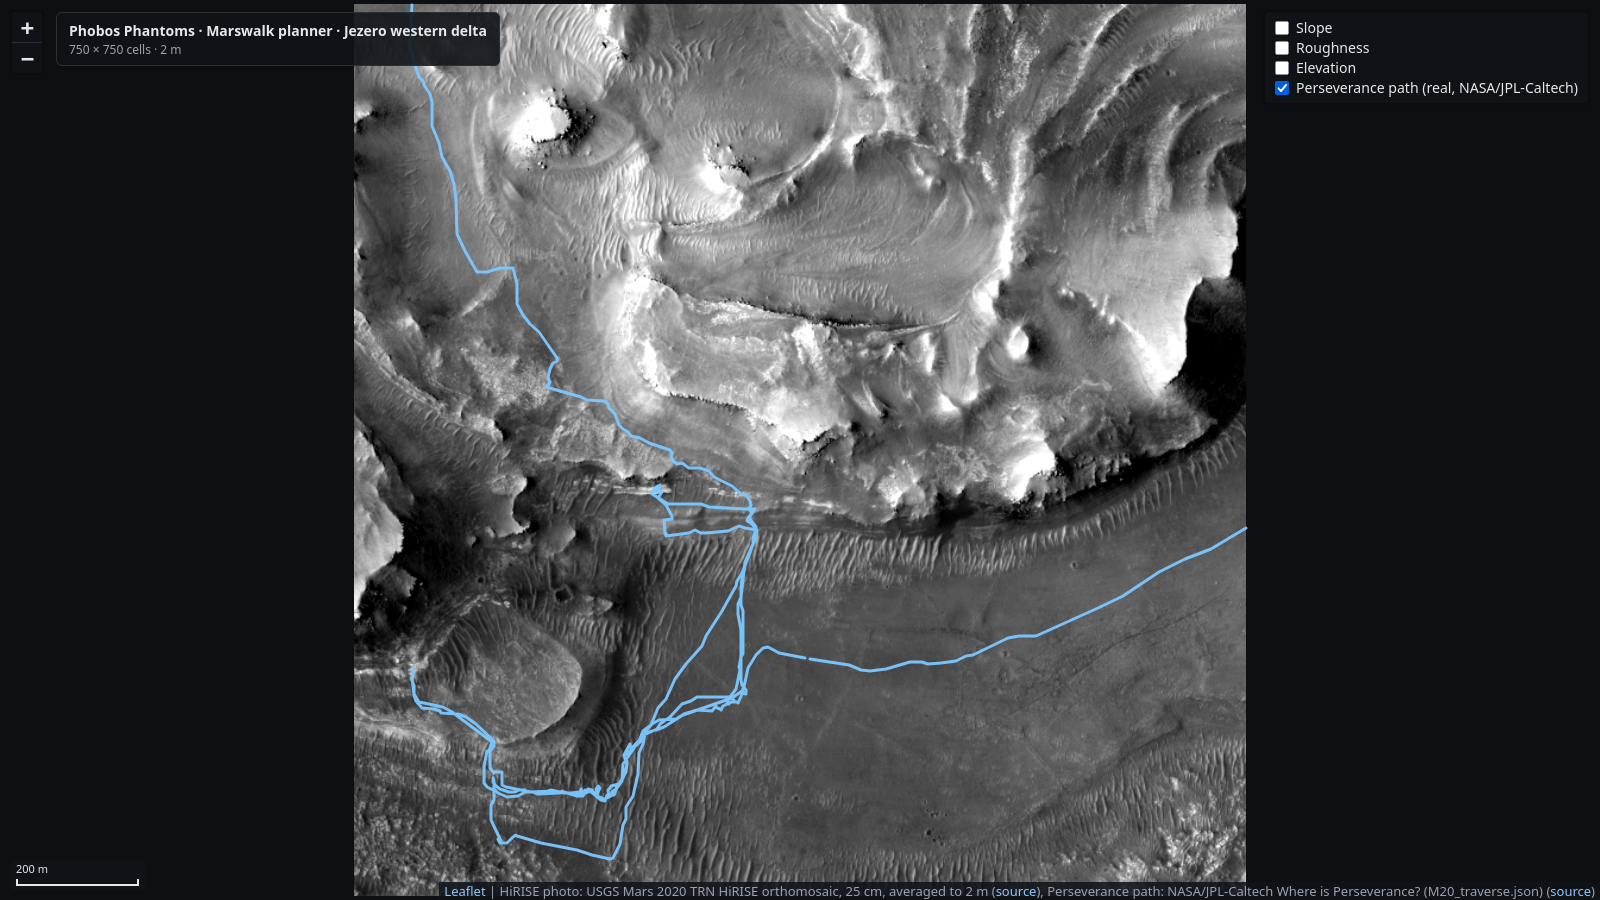 +
−
Phobos Phantoms · Marswalk planner · Jezero western delta
750 × 750 cells · 2 m
Slope
Roughness
Elevation
Perseverance path (real, NASA/JPL-Caltech)
200 m
Leaflet | HiRISE photo: USGS Mars 2020 TRN HiRISE orthomosaic, 25 cm, averaged to 2 m (source), Perseverance path: NASA/JPL-Caltech Where is Perseverance? (M20_traverse.json) (source)